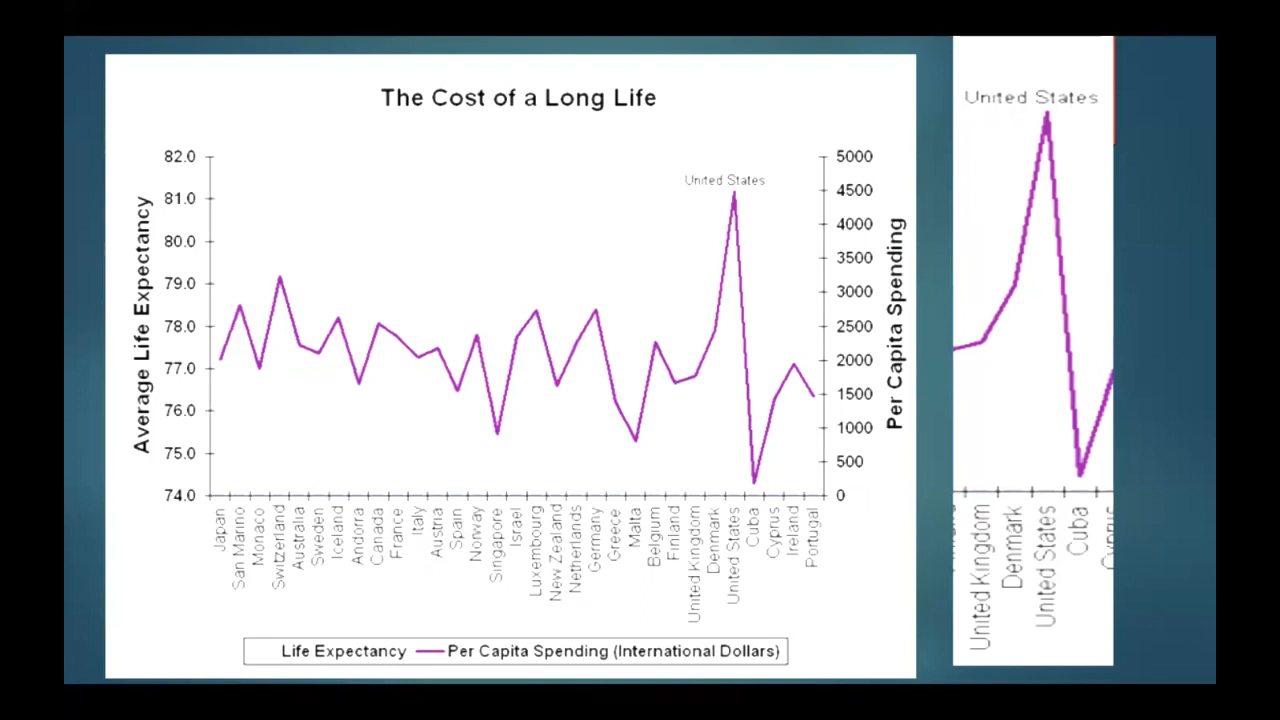 The Cost of a Long Life
82.0
81.0
80.0
79.0
78.0
77.0
76.0
75.0
74.0
Average Life Expectancy
5000
4500
4000
3500
3000
2500
2000
1500
1000
500
0
Per Capita Spending
United States
Japan
San Marino
Monaco
Switzerland
Australia
Sweden
Iceland
Andorra
Canada
France
Italy
Austria
Spain
Norway
Singapore
Israel
Luxembourg
New Zealand
Netherlands
Germany
Greece
Malta
Belgium
Finland
United Kingdom
Denmark
United States
Cuba
Cyprus
Ireland
Portugal
Life Expectancy
Per Capita Spending (International Dollars)
United States
United Kingdom
Denmark
United States
Cuba